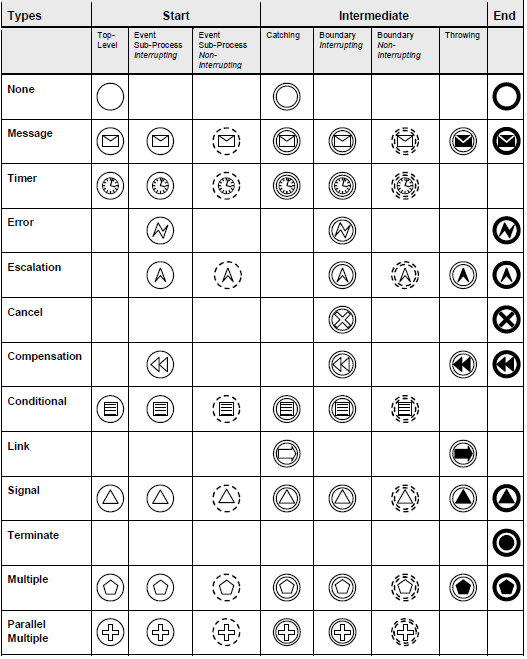 Types Start Intermediate End
Top-Level Event Sub-Process Interrupting Event Sub-Process Non-Interrupting Catching Boundary Interrupting Boundary Non-Interrupting Throwing
None
Message
Timer
Error
Escalation
Cancel
Compensation
Conditional
Link
Signal
Terminate
Multiple
Parallel
Multiple